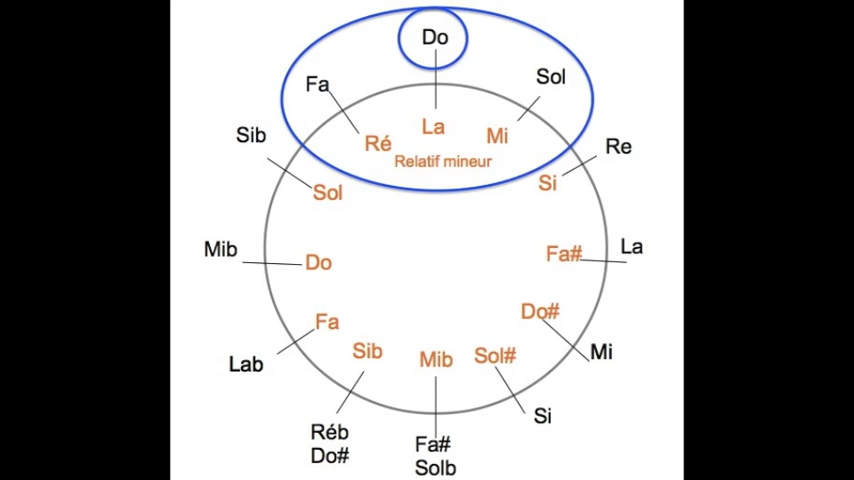 Do
Fa
Sol
La
Ré
Mi
Relatif mineur
Sib
Re
Sol
Si
Mib
La
Do
Fa#
Fa
Do#
Lab
Mi
Sib
Mib
Sol#
Réb
Do#
Fa#
Solb
Si